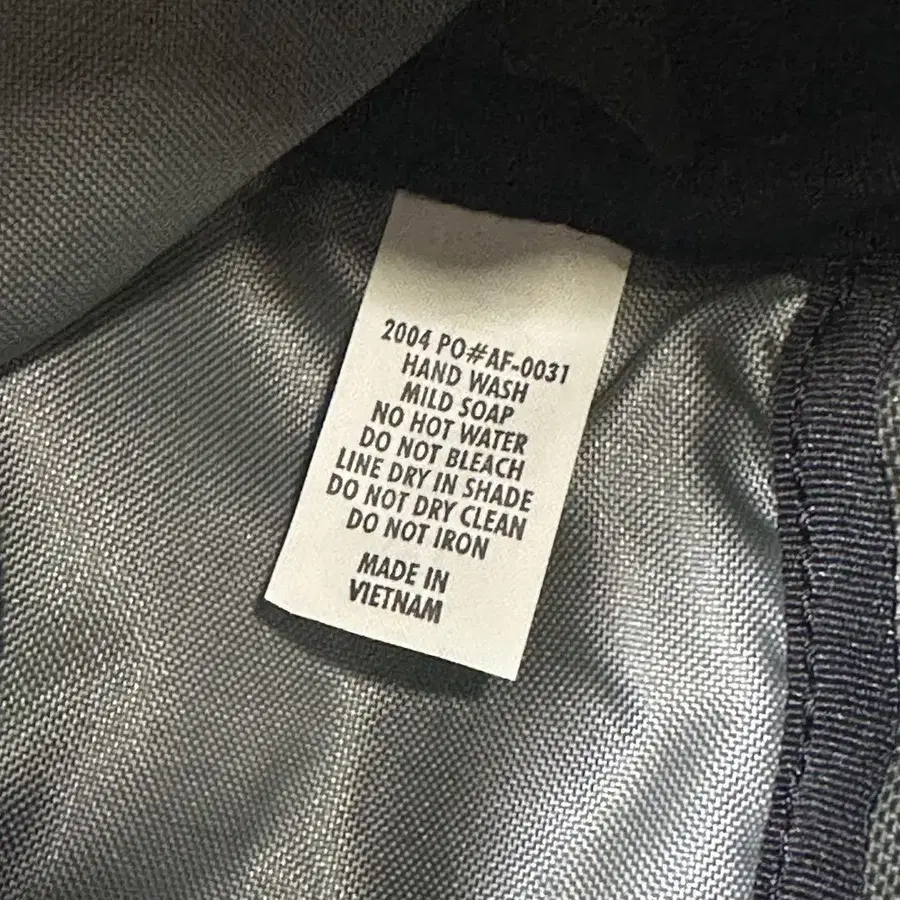 2004 PO#AF-0031
HAND WASH
MILD SOAP
NO HOT WATER
DO NOT BLEACH
LINE DRY IN SHADE
DO NOT DRY CLEAN
DO NOT IRON
MADE IN
VIETNAM